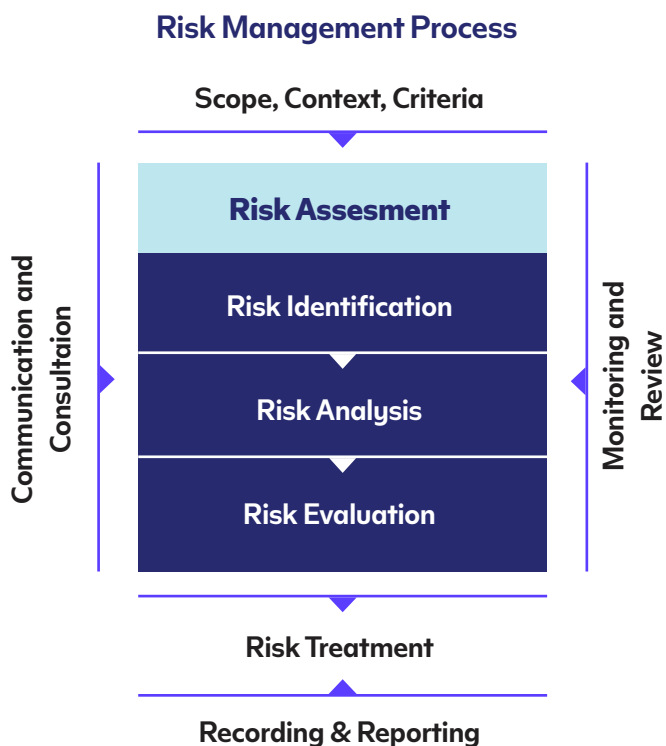 Risk Management Process
Scope, Context, Criteria
Risk Assesment
Risk Identification
Risk Analysis
Risk Evaluation
Communication and
Consultaion
Monitoring and
Review
Risk Treatment
Recording & Reporting